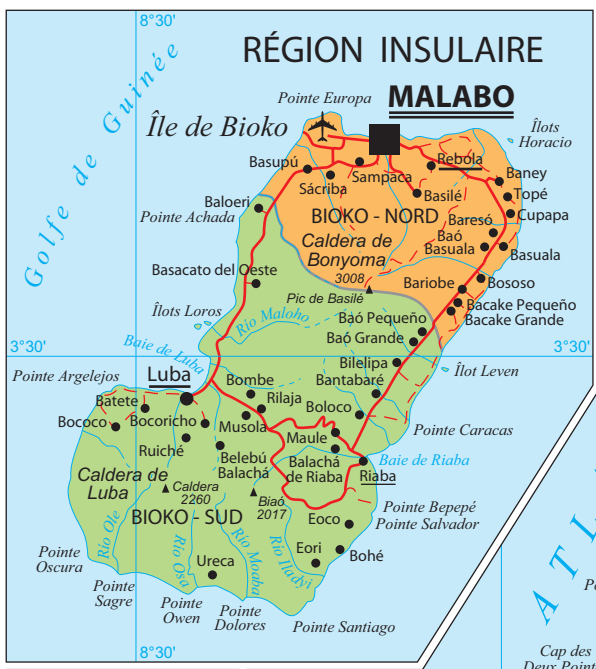 8°30'
RÉGION INSULAIRE
Golfe de Guinée
Pointe Europa
MALABO
Île de Bioko
Îlots
Horacio
Rebola
Basupú
Sampaca
Sácriba
Basilé
Baney
Topé
Baloeri
Pointe Achada
BIOKO - NORD
Baresó
Cupapa
Caldera de
Bonyoma
Baó
Basuala
Basuala
3008
Basacato del Oeste
Pic de Basilé
Bariobe
Bososo
Bacake Pequeño
Bacake Grande
Îlots Loros
Rio Maloho
Baó Pequeño
Baó Grande
3°30'
Baie de Luba
3°30'
Bilelipa
Îlot Leven
Pointe Argelejos
Luba
Bombe
Bantabaré
Batete
Rilaja
Boloco
Bococo
Bocoricho
Musola
Pointe Caracas
Ruiché
Maule
Belebú
Balachá
Balachá
de Riaba
Baie de Riaba
Riaba
Caldera de
Luba
Caldera
2260
Biaó
2017
Pointe Bepepé
Pointe Salvador
BIOKO - SUD
Eoco
Rio Ole
Rio Osa
Rio Moaba
Rio Iladyi
Eori
Bohé
Pointe
Oscura
Ureca
Pointe
Sagre
Pointe
Owen
Pointe
Dolores
Pointe Santiago
8°30'
ATL
Cap des
Deux Point